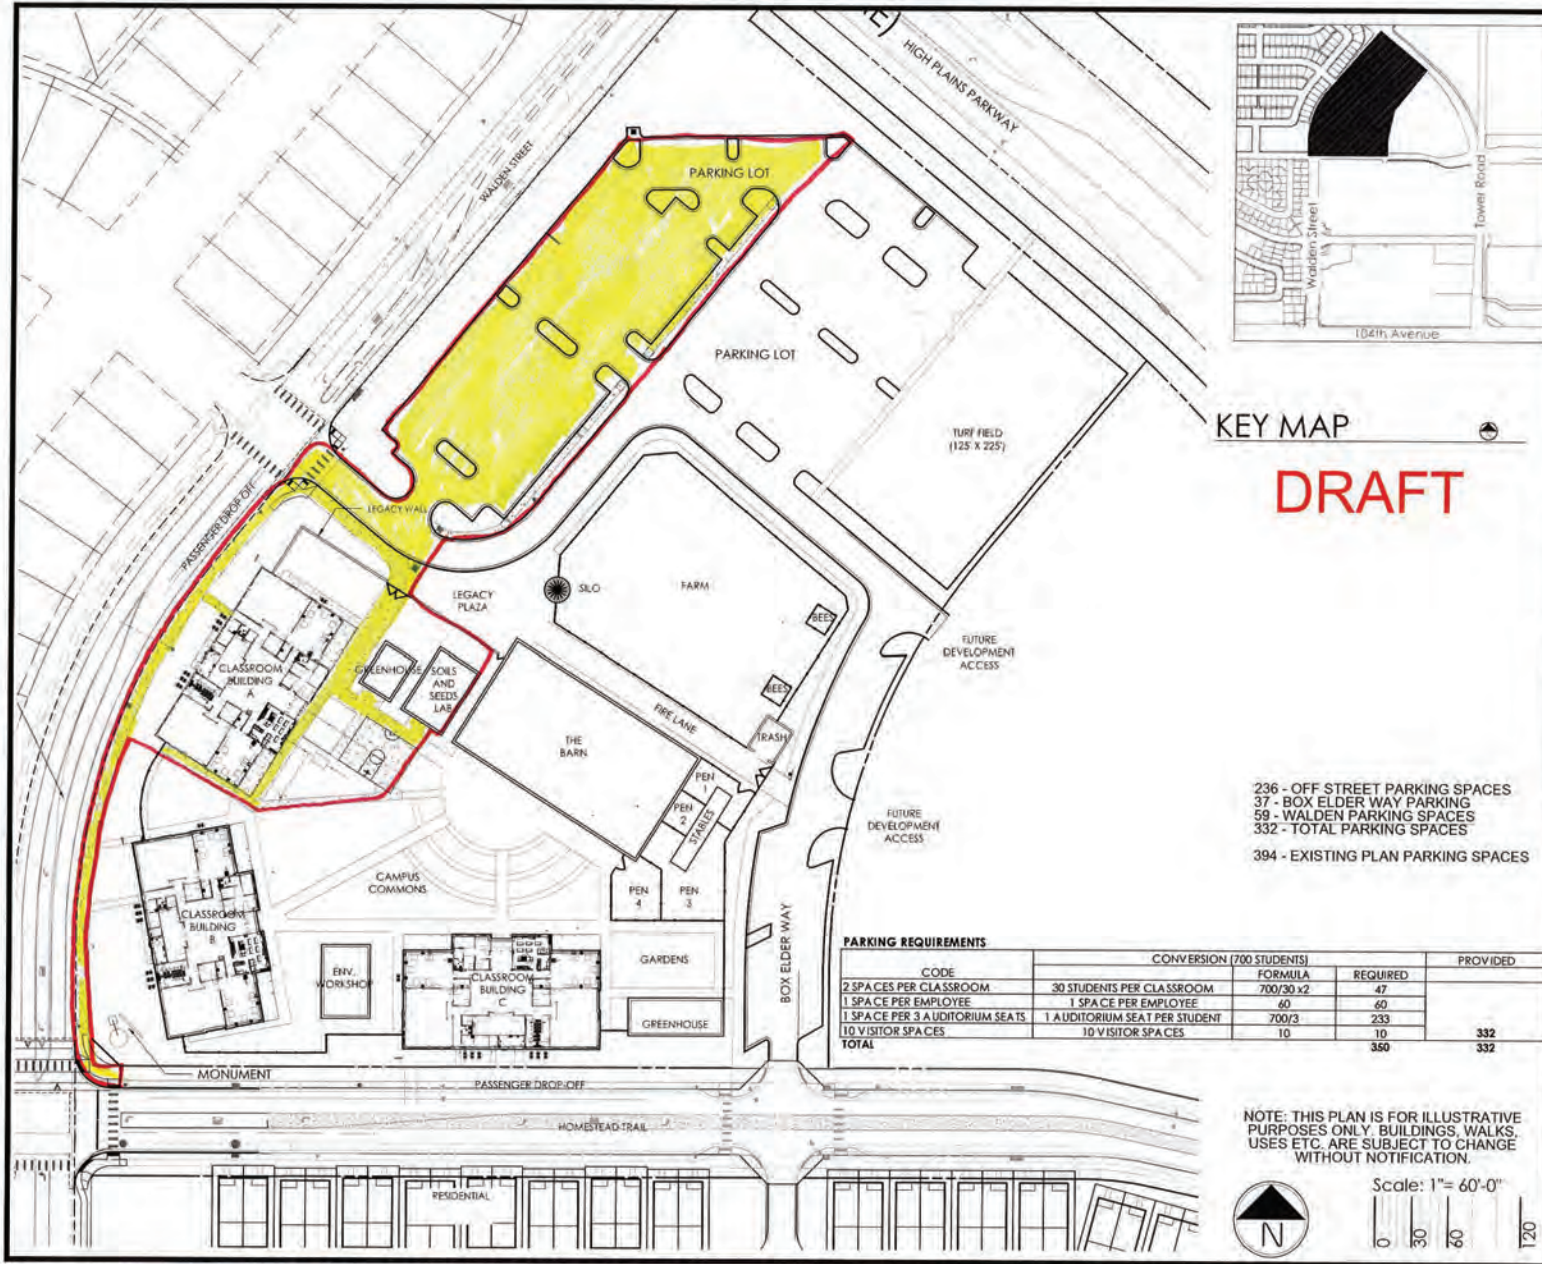 E)
HIGH PLAINS PARKWAY
WALDEN STREET
PARKING LOT
PARKING LOT
TURF FIELD
(125' X 225')
PASSENGER DROP OFF
LEGACY WALL
LEGACY
PLAZA
SILO
FARM
BEES
BEES
FUTURE
DEVELOPMENT
ACCESS
CLASSROOM
BUILDING
A
GREENHOUSE
SOILS
AND
SEEDS
LAB
FIRE LANE
TRASH
THE
BARN
PEN
1
PEN
2
STABLES
PEN
4
PEN
3
FUTURE
DEVELOPMENT
ACCESS
CAMPUS
COMMONS
CLASSROOM
BUILDING
B
ENV.
WORKSHOP
CLASSROOM
BUILDING
C
GARDENS
GREENHOUSE
BOX ELDER WAY
MONUMENT
PASSENGER DROP-OFF
HOMESTEAD TRAIL
RESIDENTIAL
Walden Street
Tower Road
104th Avenue
KEY MAP
DRAFT
236 - OFF STREET PARKING SPACES
37 - BOX ELDER WAY PARKING
59 - WALDEN PARKING SPACES
332 - TOTAL PARKING SPACES
394 - EXISTING PLAN PARKING SPACES
PARKING REQUIREMENTS
CONVERSION (700 STUDENTS) PROVIDED
CODE FORMULA REQUIRED
2 SPACES PER CLASSROOM 30 STUDENTS PER CLASSROOM 700/30 x2 47
1 SPACE PER EMPLOYEE 1 SPACE PER EMPLOYEE 60 60
1 SPACE PER 3 AUDITORIUM SEATS 1 AUDITORIUM SEAT PER STUDENT 700/3 233
10 VISITOR SPACES 10 VISITOR SPACES 10 10 332
TOTAL 350 332
NOTE: THIS PLAN IS FOR ILLUSTRATIVE
PURPOSES ONLY. BUILDINGS, WALKS,
USES ETC. ARE SUBJECT TO CHANGE
WITHOUT NOTIFICATION.
Scale: 1"= 60'-0"
N
0 30 60 120